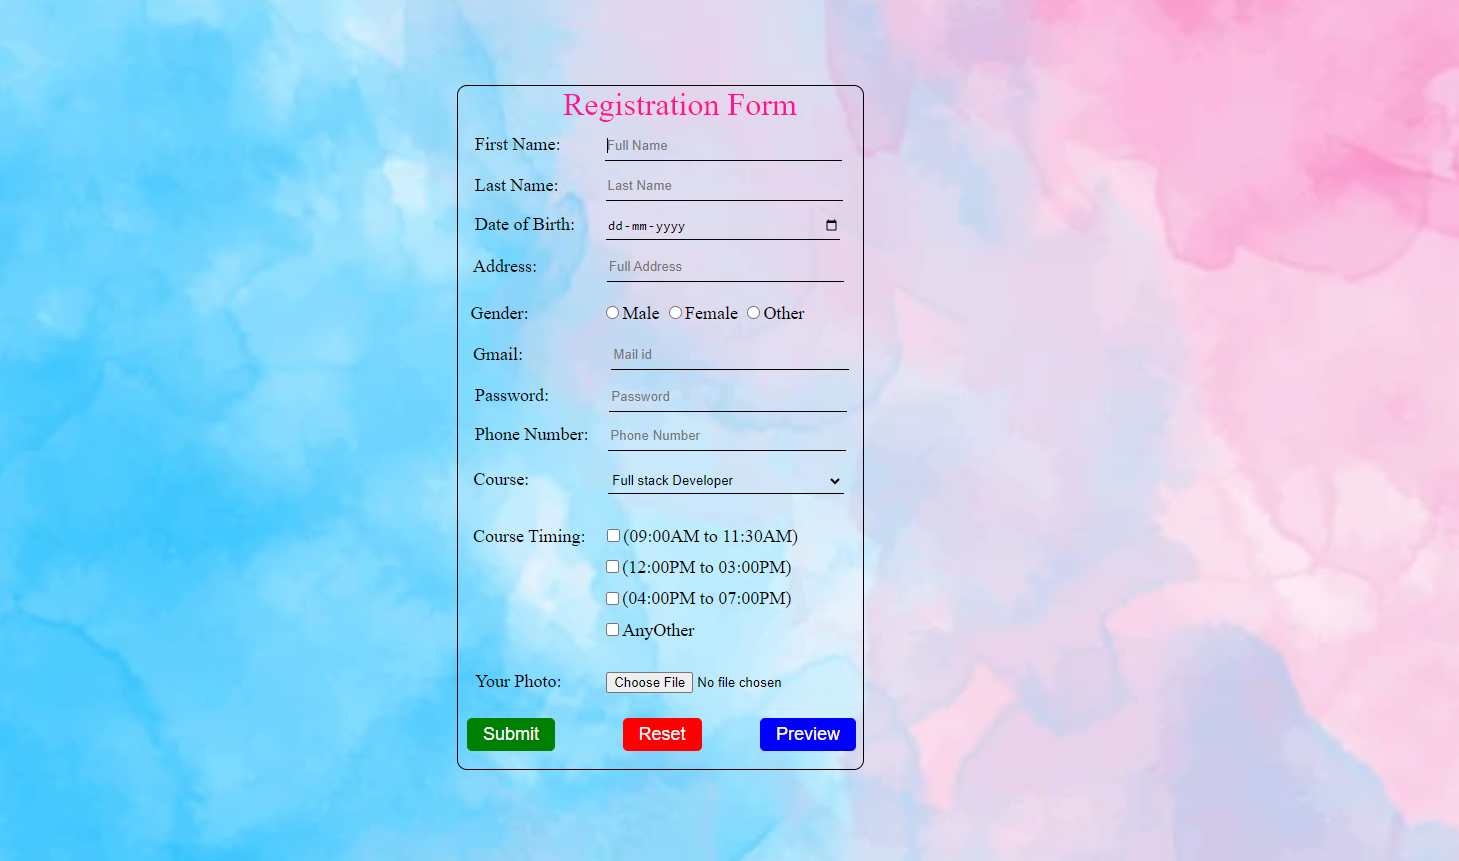 Registration Form
First Name: Full Name
Last Name: Last Name
Date of Birth: dd-mm-yyyy
Address: Full Address
Gender: Male Female Other
Gmail: Mail id
Password: Password
Phone Number: Phone Number
Course: Full stack Developer
Course Timing: (09:00AM to 11:30AM)
(12:00PM to 03:00PM)
(04:00PM to 07:00PM)
AnyOther
Your Photo: Choose File No file chosen
Submit Reset Preview